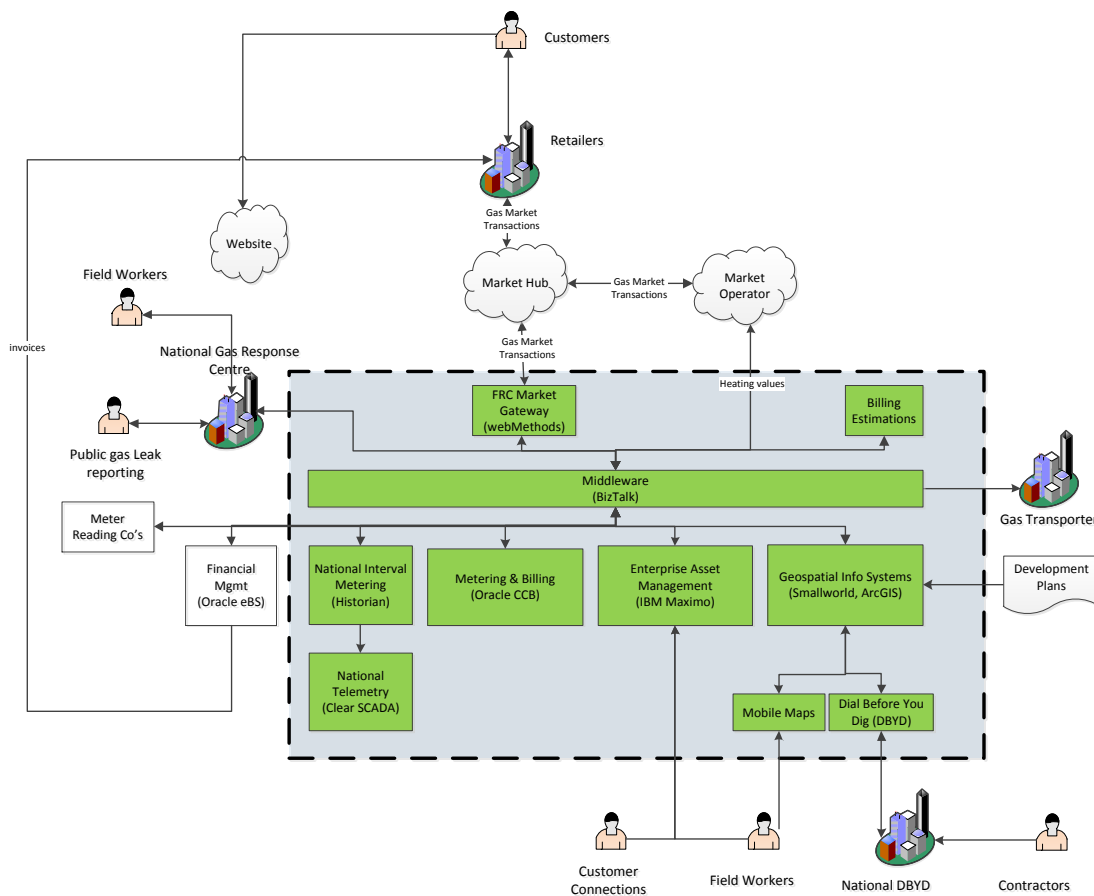 Customers
Retailers
Gas Market
Transactions
Website
Market Hub
Gas Market
Transactions
Market
Operator
Field Workers
invoices
National Gas Response
Centre
Gas Market
Transactions
Heating values
FRC Market
Gateway
(webMethods)
Billing
Estimations
Public gas Leak
reporting
Middleware
(BizTalk)
Gas Transporter
Meter
Reading Co's
Financial
Mgmt
(Oracle eBS)
National Interval
Metering
(Historian)
Metering & Billing
(Oracle CCB)
Enterprise Asset
Management
(IBM Maximo)
Geospatial Info Systems
(Smallworld, ArcGIS)
Development
Plans
National
Telemetry
(Clear SCADA)
Mobile Maps
Dial Before You
Dig (DBYD)
Customer
Connections
Field Workers
National DBYD
Contractors